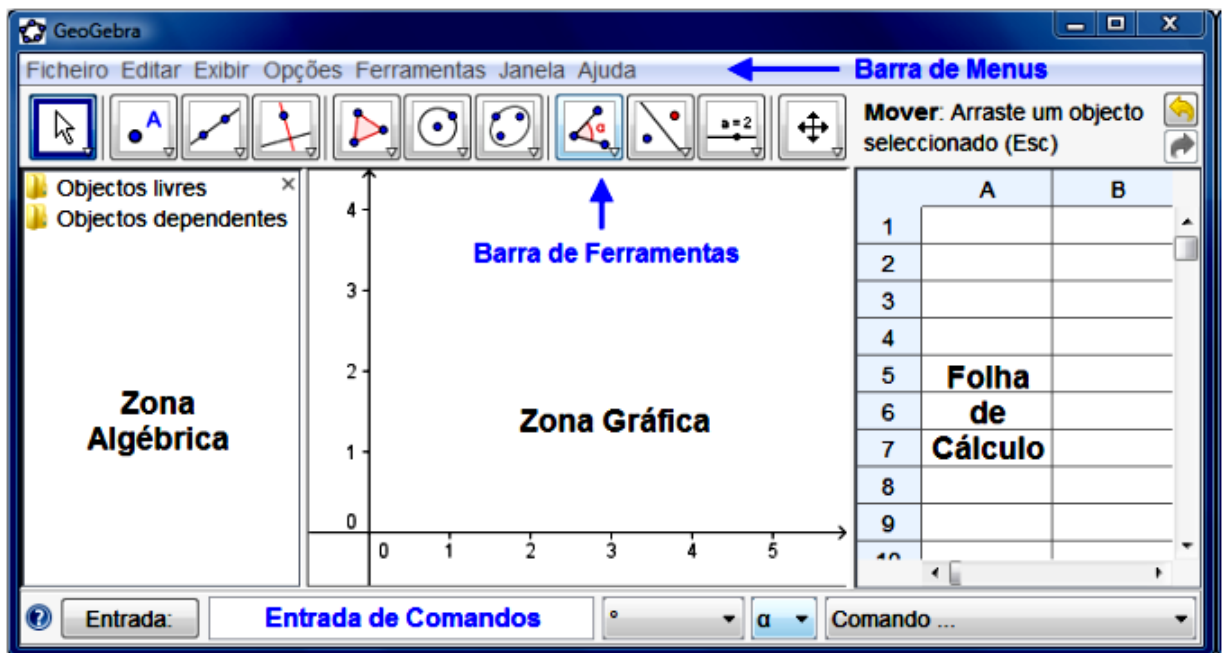 GeoGebra
Ficheiro Editar Exibir Opções Ferramentas Janela Ajuda
Barra de Menus
A
α
a = 2
Mover: Arraste um objecto
seleccionado (Esc)
Objectos livres
Objectos dependentes
Zona
Algébrica
Barra de Ferramentas
4
3
2
1
0
Zona Gráfica
0 1 2 3 4 5
A B
1
2
3
4
5
6
7
8
9
10
Folha
de
Cálculo
Entrada:
Entrada de Comandos
°
α
Comando ...